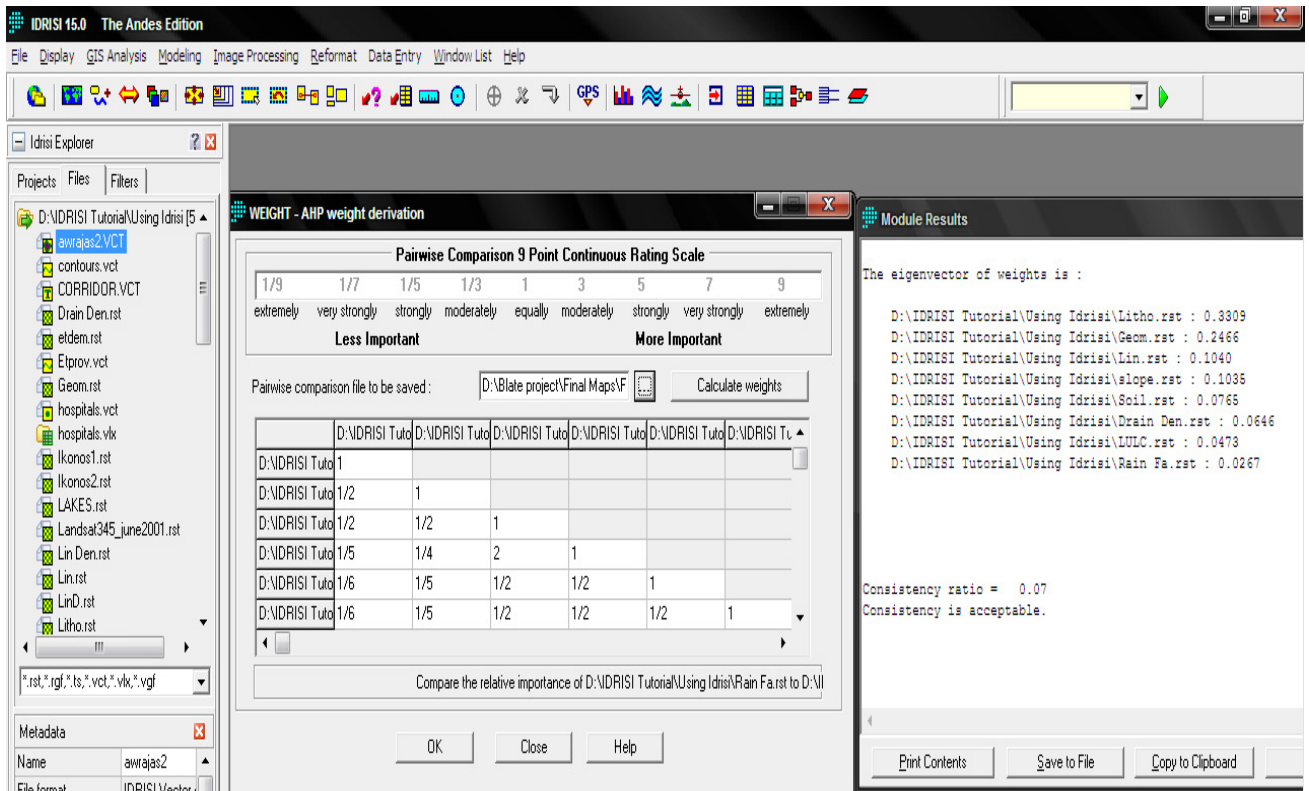 IDRISI 15.0 The Andes Edition
File Display GIS Analysis Modeling Image Processing Reformat Data Entry Window List Help
GPS
Idrisi Explorer
Projects Files Filters
D:\IDRISI Tutorial\Using Idrisi [5
awrajas2.VCT
contours.vct
CORRIDOR.VCT
Drain Den.rst
etdem.rst
Etprov.vct
Geom.rst
hospitals.vct
hospitals.vlx
Ikonos1.rst
Ikonos2.rst
LAKES.rst
Landsat345_june2001.rst
Lin Den.rst
Lin.rst
LinD.rst
Litho.rst
*.rst,*.rgf,*.ts,*.vct,*.vlx,*.vgf
Metadata
Name awrajas2
File format IDRISI Vector
WEIGHT - AHP weight derivation
Pairwise Comparison 9 Point Continuous Rating Scale
1/9 1/7 1/5 1/3 1 3 5 7 9
extremely very strongly strongly moderately equally moderately strongly very strongly extremely
Less Important More Important
Pairwise comparison file to be saved : D:\Blate project\Final Maps\F ... Calculate weights
D:\IDRISI Tuto D:\IDRISI Tuto D:\IDRISI Tuto D:\IDRISI Tuto D:\IDRISI Tuto D:\IDRISI Tu
D:\IDRISI Tuto 1
D:\IDRISI Tuto 1/2 1
D:\IDRISI Tuto 1/2 1/2 1
D:\IDRISI Tuto 1/5 1/4 2 1
D:\IDRISI Tuto 1/6 1/5 1/2 1/2 1
D:\IDRISI Tuto 1/6 1/5 1/2 1/2 1/2 1
Compare the relative importance of D:\IDRISI Tutorial\Using Idrisi\Rain Fa.rst to D:\II
OK Close Help
Module Results
The eigenvector of weights is :
D:\IDRISI Tutorial\Using Idrisi\Litho.rst : 0.3309
D:\IDRISI Tutorial\Using Idrisi\Geom.rst : 0.2466
D:\IDRISI Tutorial\Using Idrisi\Lin.rst : 0.1040
D:\IDRISI Tutorial\Using Idrisi\slope.rst : 0.1035
D:\IDRISI Tutorial\Using Idrisi\Soil.rst : 0.0765
D:\IDRISI Tutorial\Using Idrisi\Drain Den.rst : 0.0646
D:\IDRISI Tutorial\Using Idrisi\LULC.rst : 0.0473
D:\IDRISI Tutorial\Using Idrisi\Rain Fa.rst : 0.0267
Consistency ratio = 0.07
Consistency is acceptable.
Print Contents Save to File Copy to Clipboard